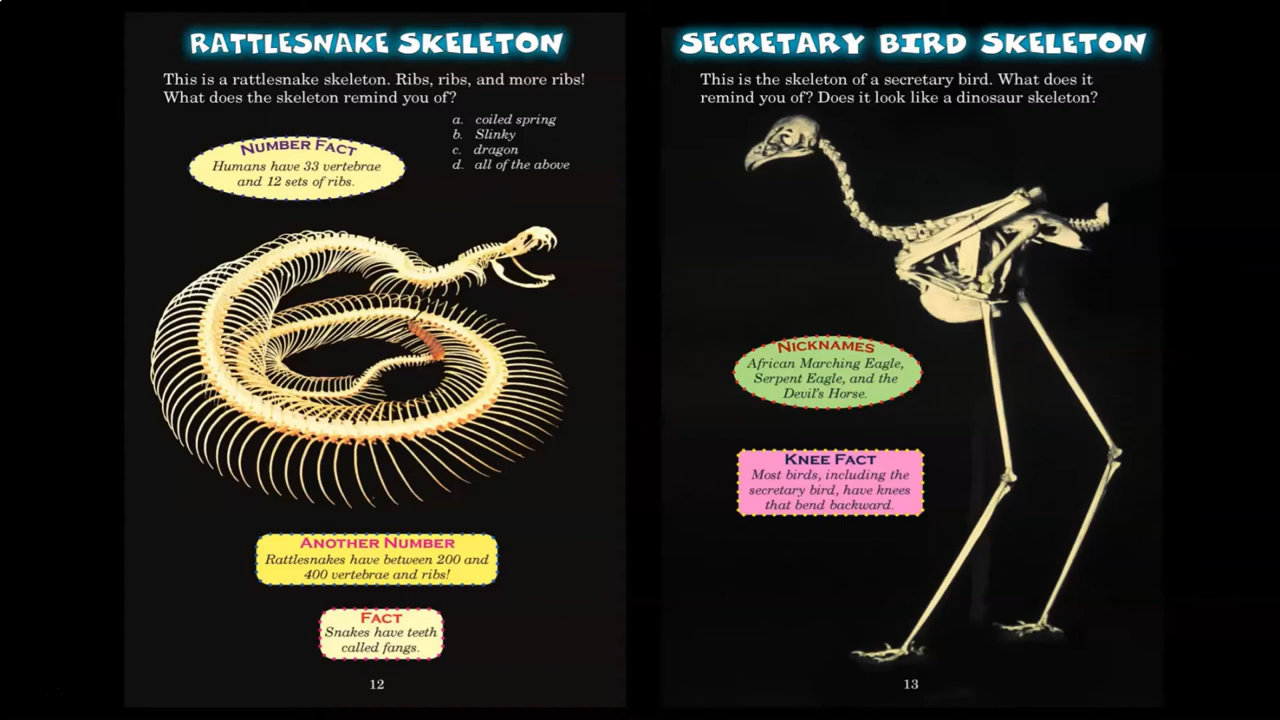 RATTLESNAKE SKELETON
This is a rattlesnake skeleton. Ribs, ribs, and more ribs!
What does the skeleton remind you of?
a. coiled spring
b. Slinky
c. dragon
d. all of the above
NUMBER FACT
Humans have 33 vertebrae
and 12 sets of ribs.
ANOTHER NUMBER
Rattlesnakes have between 200 and
400 vertebrae and ribs!
FACT
Snakes have teeth
called fangs.
12
SECRETARY BIRD SKELETON
This is the skeleton of a secretary bird. What does it
remind you of? Does it look like a dinosaur skeleton?
NICKNAMES
African Marching Eagle,
Serpent Eagle, and the
Devil's Horse.
KNEE FACT
Most birds, including the
secretary bird, have knees
that bend backward.
13